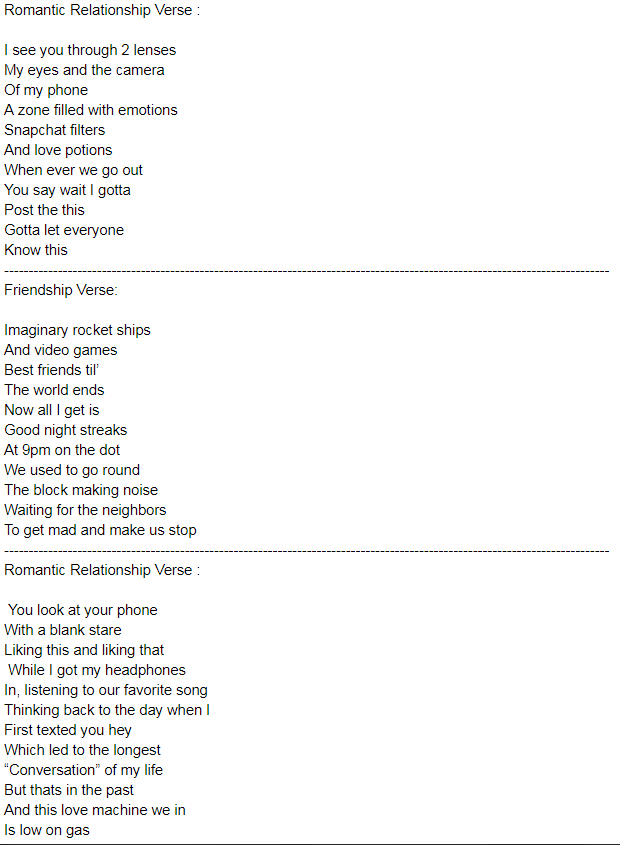 Romantic Relationship Verse :
I see you through 2 lenses
My eyes and the camera
Of my phone
A zone filled with emotions
Snapchat filters
And love potions
When ever we go out
You say wait I gotta
Post the this
Gotta let everyone
Know this
----------------------------------------------------------------------------------------------------------------------------
Friendship Verse:
Imaginary rocket ships
And video games
Best friends til’
The world ends
Now all I get is
Good night streaks
At 9pm on the dot
We used to go round
The block making noise
Waiting for the neighbors
To get mad and make us stop
----------------------------------------------------------------------------------------------------------------------------
Romantic Relationship Verse :
You look at your phone
With a blank stare
Liking this and liking that
While I got my headphones
In, listening to our favorite song
Thinking back to the day when I
First texted you hey
Which led to the longest
“Conversation” of my life
But thats in the past
And this love machine we in
Is low on gas